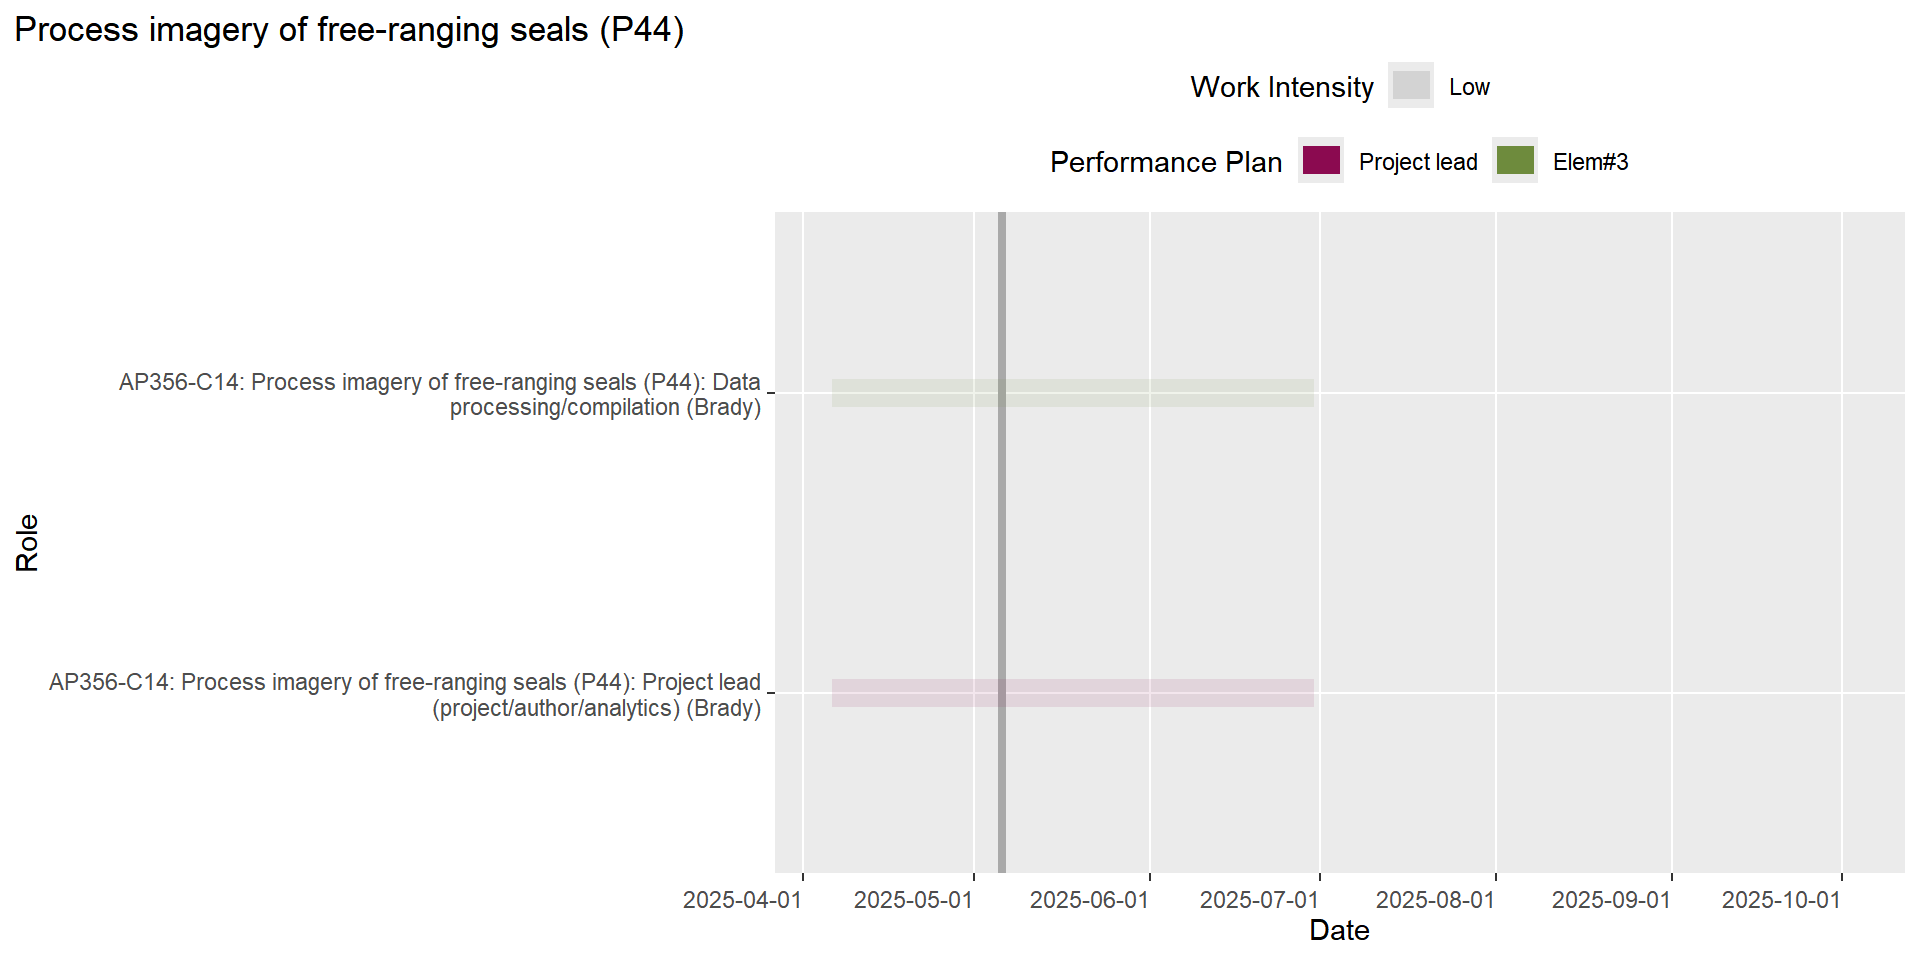 Process imagery of free-ranging seals (P44)
Work Intensity Low
Performance Plan Project lead Elem#3
AP356-C14: Process imagery of free-ranging seals (P44): Data
processing/compilation (Brady)
Role
AP356-C14: Process imagery of free-ranging seals (P44): Project lead
(project/author/analytics) (Brady)
2025-04-01 2025-05-01 2025-06-01 2025-07-01 2025-08-01 2025-09-01 2025-10-01
Date